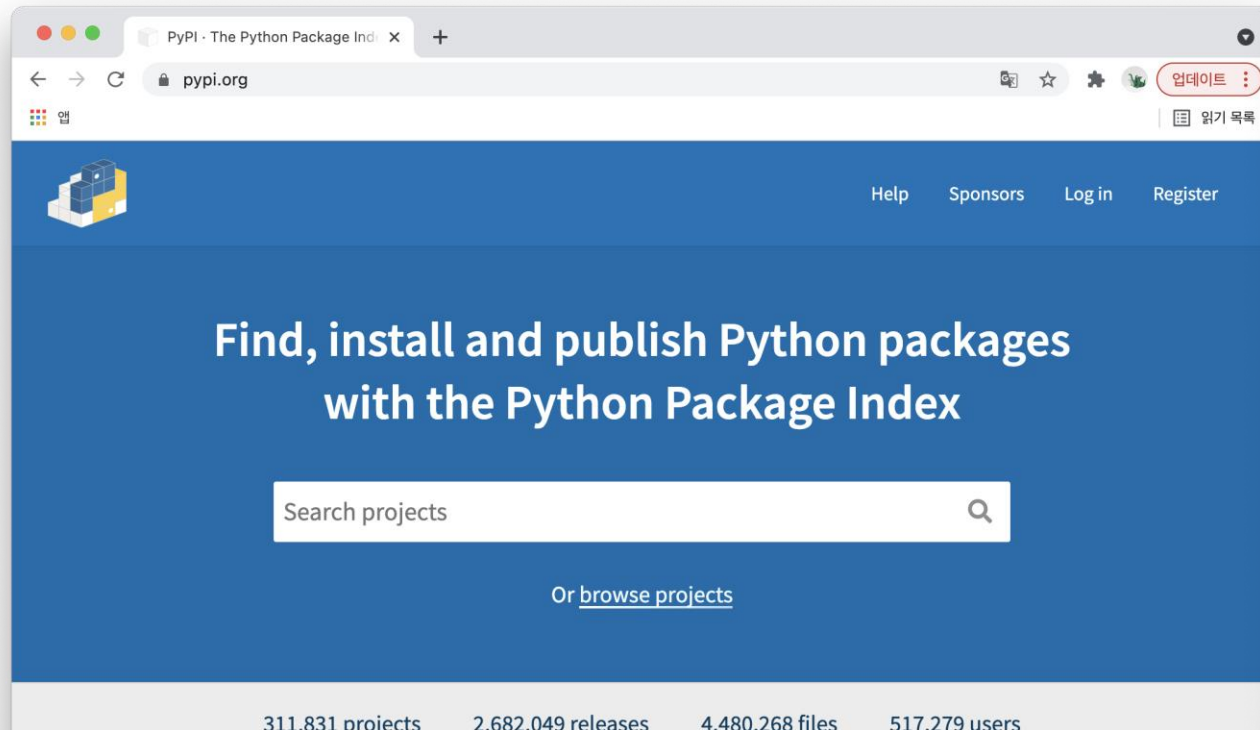 PyPI · The Python Package Ind
pypi.org
업데이트
앱
읽기 목록
Help Sponsors Log in Register
Find, install and publish Python packages
with the Python Package Index
Search projects
Or browse projects
311,831 projects 2,682,049 releases 4,480,268 files 517,279 users